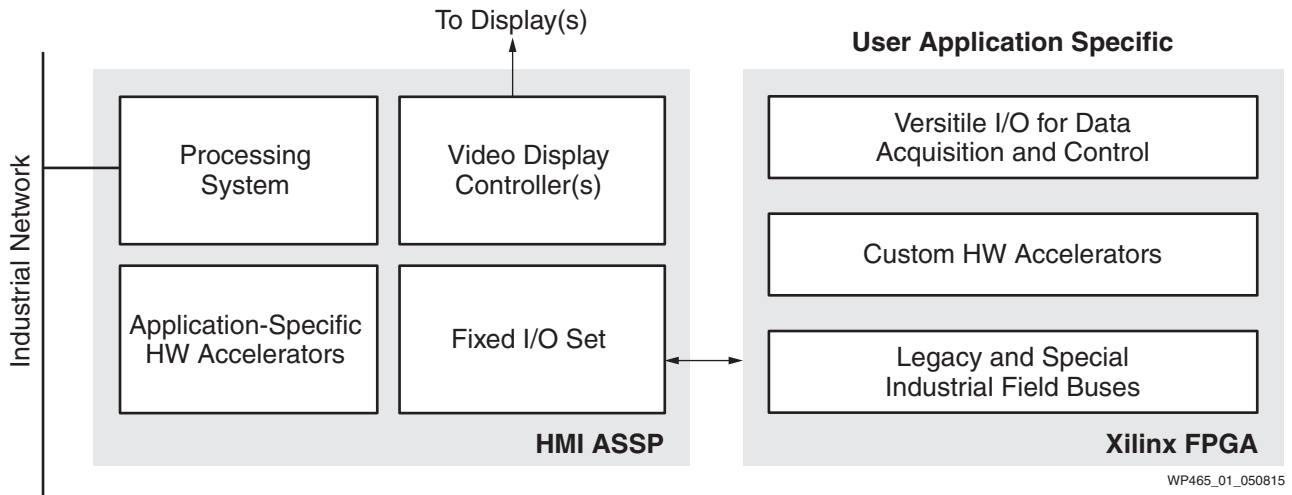 To Display(s)
User Application Specific
Industrial Network
Processing
System
Video Display
Controller(s)
Application-Specific
HW Accelerators
Fixed I/O Set
HMI ASSP
Versitile I/O for Data
Acquisition and Control
Custom HW Accelerators
Legacy and Special
Industrial Field Buses
Xilinx FPGA
WP465_01_050815